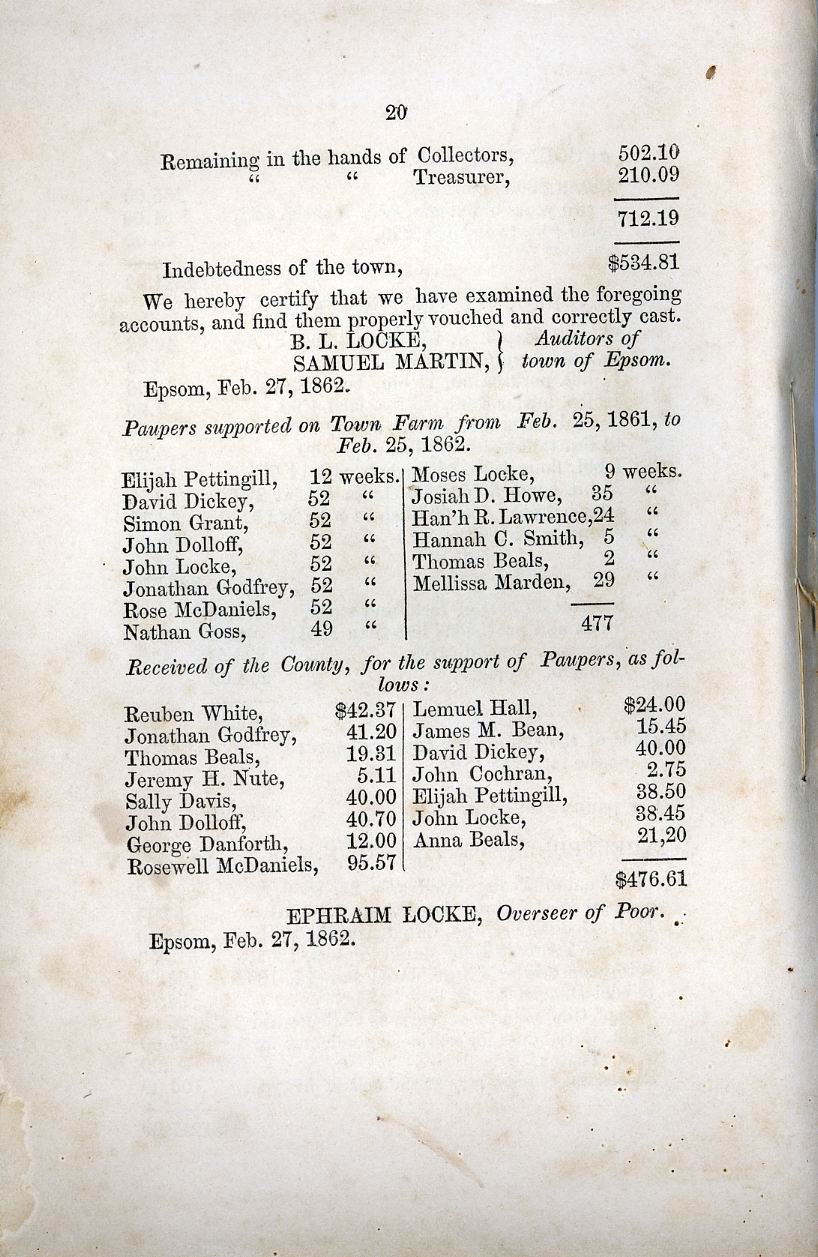 20
Remaining in the hands of Collectors, 502.10
“ “ Treasurer, 210.09
712.19
Indebtedness of the town, $534.81
We hereby certify that we have examined the foregoing
accounts, and find them properly vouched and correctly cast.
B. L. LOCKE, } Auditors of
SAMUEL MARTIN, } town of Epsom.
Epsom, Feb. 27, 1862.
Paupers supported on Town Farm from Feb. 25, 1861, to
Feb. 25, 1862.
Elijah Pettingill, 12 weeks.
David Dickey, 52 “
Simon Grant, 52 “
John Dolloff, 52 “
John Locke, 52 “
Jonathan Godfrey, 52 “
Rose McDaniels, 52 “
Nathan Goss, 49 “
Moses Locke, 9 weeks.
Josiah D. Howe, 35 “
Han’h R. Lawrence, 24 “
Hannah C. Smith, 5 “
Thomas Beals, 2 “
Mellissa Marden, 29 “
477
Received of the County, for the support of Paupers, as fol-
lows:
Reuben White, $42.37
Jonathan Godfrey, 41.20
Thomas Beals, 19.31
Jeremy H. Nute, 5.11
Sally Davis, 40.00
John Dolloff, 40.70
George Danforth, 12.00
Rosewell McDaniels, 95.57
Lemuel Hall, $24.00
James M. Bean, 15.45
David Dickey, 40.00
John Cochran, 2.75
Elijah Pettingill, 38.50
John Locke, 38.45
Anna Beals, 21,20
$476.61
EPHRAIM LOCKE, Overseer of Poor.
Epsom, Feb. 27, 1862.